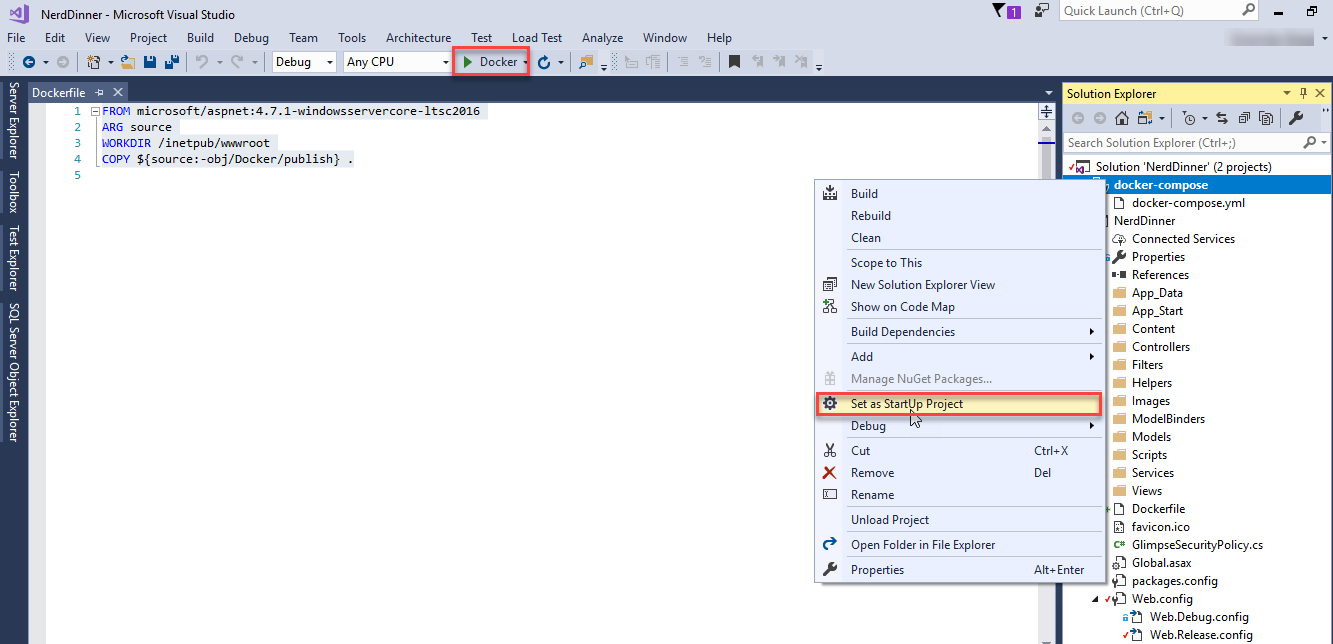 NerdDinner - Microsoft Visual Studio
1
Quick Launch (Ctrl+Q)
File Edit View Project Build Debug Team Tools Architecture Test Load Test Analyze Window Help
Debug Any CPU Docker
Server Explorer
Toolbox
Test Explorer
SQL Server Object Explorer
Dockerfile
1 FROM microsoft/aspnet:4.7.1-windowsservercore-ltsc2016
2 ARG source
3 WORKDIR /inetpub/wwwroot
4 COPY ${source:-obj/Docker/publish} .
5
Build
Rebuild
Clean
Scope to This
New Solution Explorer View
Show on Code Map
Build Dependencies
Add
Manage NuGet Packages...
Set as StartUp Project
Debug
Cut Ctrl+X
Remove Del
Rename
Unload Project
Open Folder in File Explorer
Properties Alt+Enter
Solution Explorer
Search Solution Explorer (Ctrl+;)
Solution 'NerdDinner' (2 projects)
docker-compose
docker-compose.yml
NerdDinner
Connected Services
Properties
References
App_Data
App_Start
Content
Controllers
Filters
Helpers
Images
ModelBinders
Models
Scripts
Services
Views
Dockerfile
favicon.ico
C# GlimpseSecurityPolicy.cs
Global.asax
packages.config
Web.config
Web.Debug.config
Web.Release.config